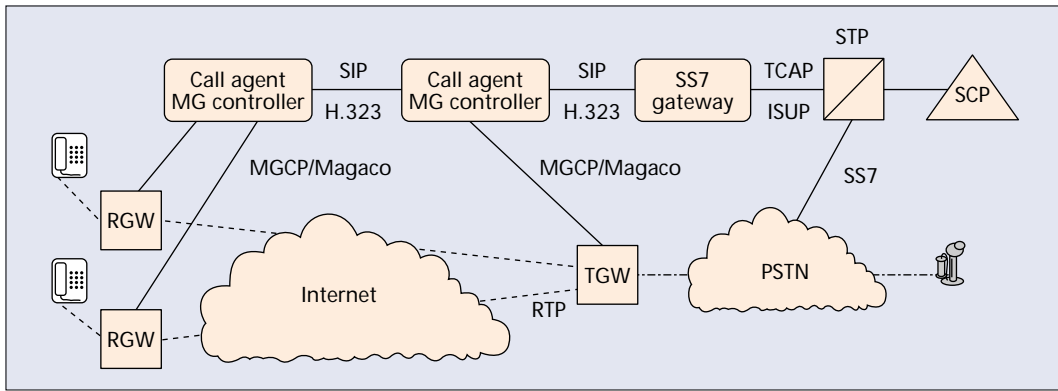 STP
Call agent
MG controller
SIP
H.323
Call agent
MG controller
SIP
H.323
SS7
gateway
TCAP
ISUP
SCP
MGCP/Magaco
MGCP/Magaco
SS7
RGW
RGW
Internet
TGW
RTP
PSTN